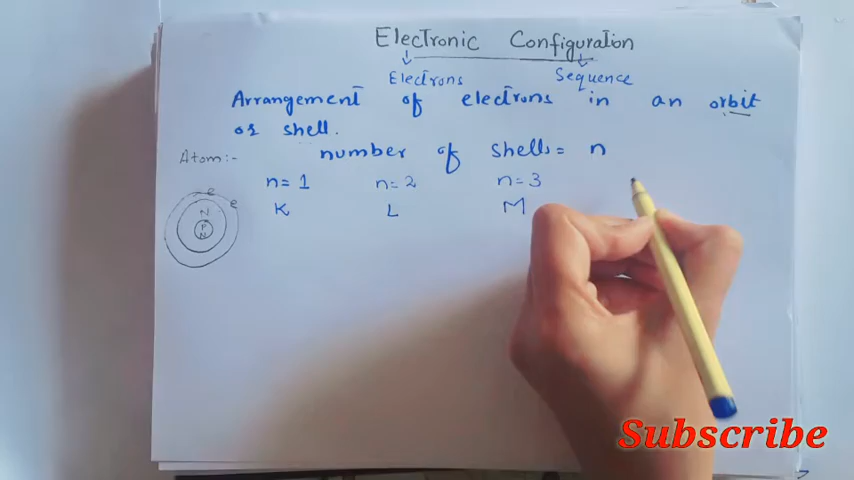 Electronic Configuration
Electrons Sequence
Arrangement of electrons in an orbit
or shell.
Atom:- number of shells = n
n= 1 n= 2 n= 3
K L M
e
e
N
P
N
Subscribe